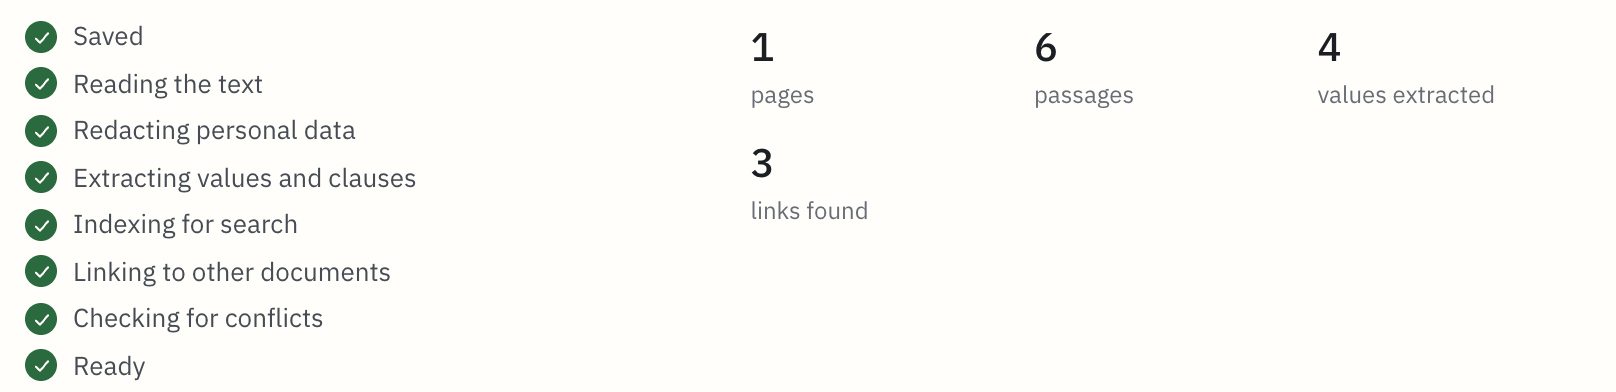 Saved
Reading the text
Redacting personal data
Extracting values and clauses
Indexing for search
Linking to other documents
Checking for conflicts
Ready
1
pages
6
passages
4
values extracted
3
links found